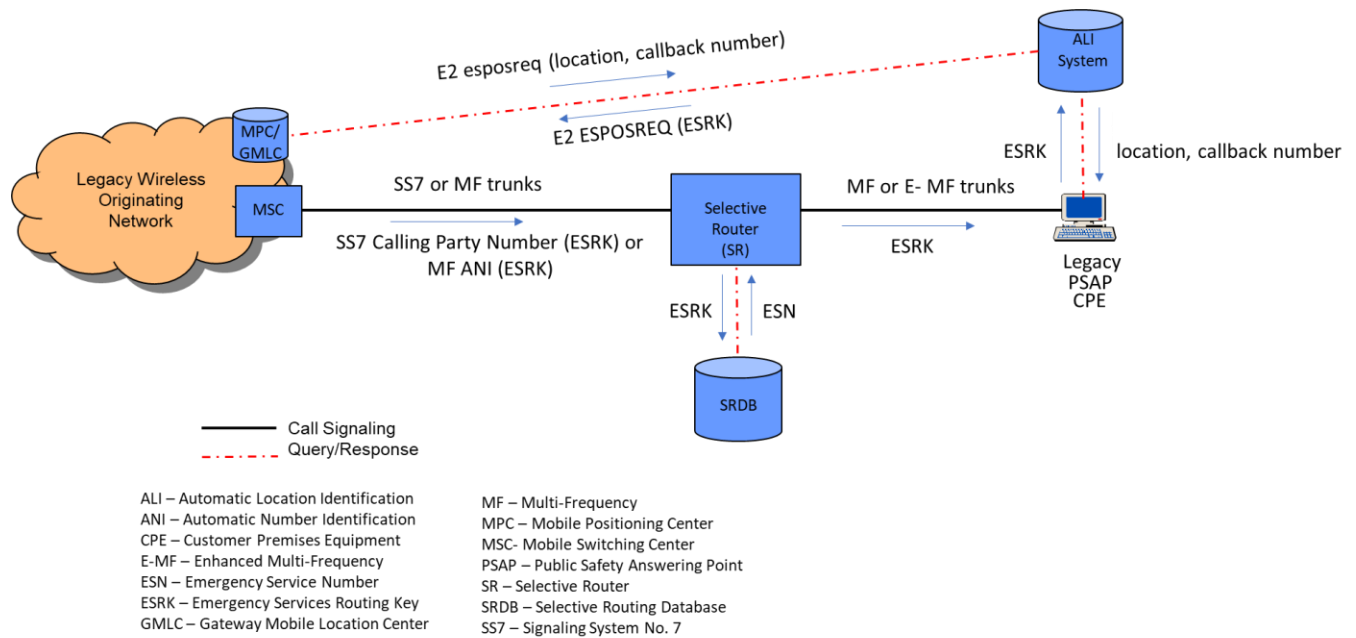 ALI
System
E2 esposreq (location, callback number)
E2 ESPOSREQ (ESRK)
MPC/
GMLC
ESRK
location, callback number
Legacy Wireless
Originating
Network
MSC
SS7 or MF trunks
SS7 Calling Party Number (ESRK) or
MF ANI (ESRK)
Selective
Router
(SR)
MF or E- MF trunks
ESRK
Legacy
PSAP
CPE
ESRK
ESN
SRDB
Call Signaling
Query/Response
ALI – Automatic Location Identification
ANI – Automatic Number Identification
CPE – Customer Premises Equipment
E-MF – Enhanced Multi-Frequency
ESN – Emergency Service Number
ESRK – Emergency Services Routing Key
GMLC – Gateway Mobile Location Center
MF – Multi-Frequency
MPC – Mobile Positioning Center
MSC- Mobile Switching Center
PSAP – Public Safety Answering Point
SR – Selective Router
SRDB – Selective Routing Database
SS7 – Signaling System No. 7